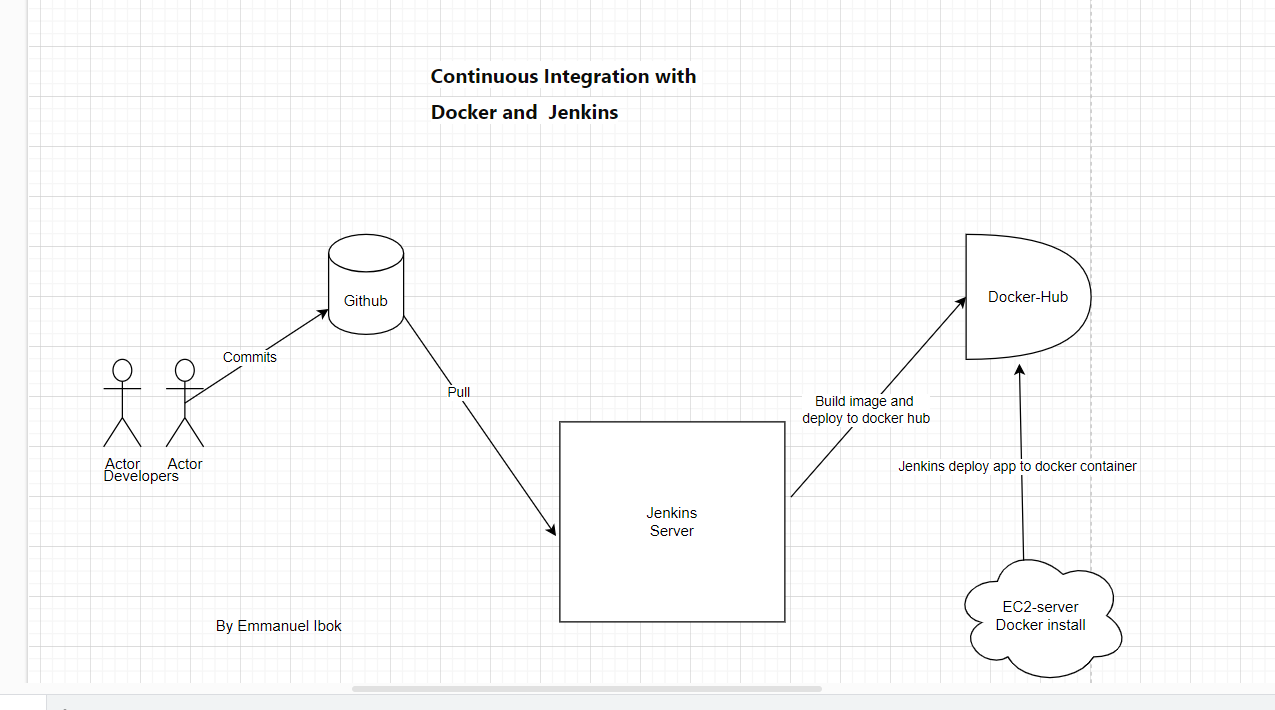 Continuous Integration with
Docker and  Jenkins
Github
Docker-Hub
Commits
Pull
Build image and
deploy to docker hub
Actor
Actor
Developers
Jenkins deploy app to docker container
Jenkins
Server
EC2-server
Docker install
By Emmanuel Ibok